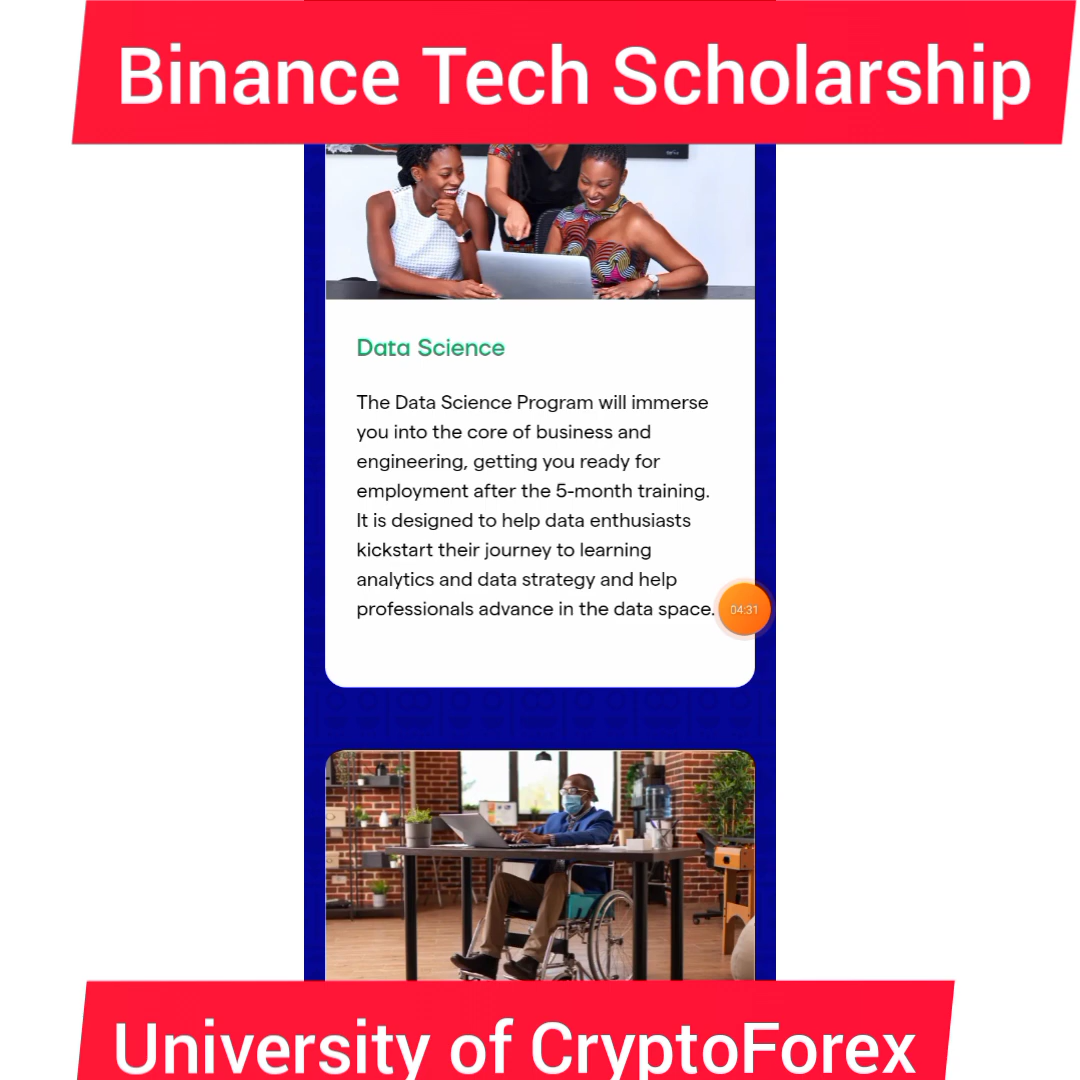 Binance Tech Scholarship
Data Science
The Data Science Program will immerse
you into the core of business and
engineering, getting you ready for
employment after the 5-month training.
It is designed to help data enthusiasts
kickstart their journey to learning
analytics and data strategy and help
professionals advance in the data space.
04:31
University of CryptoForex